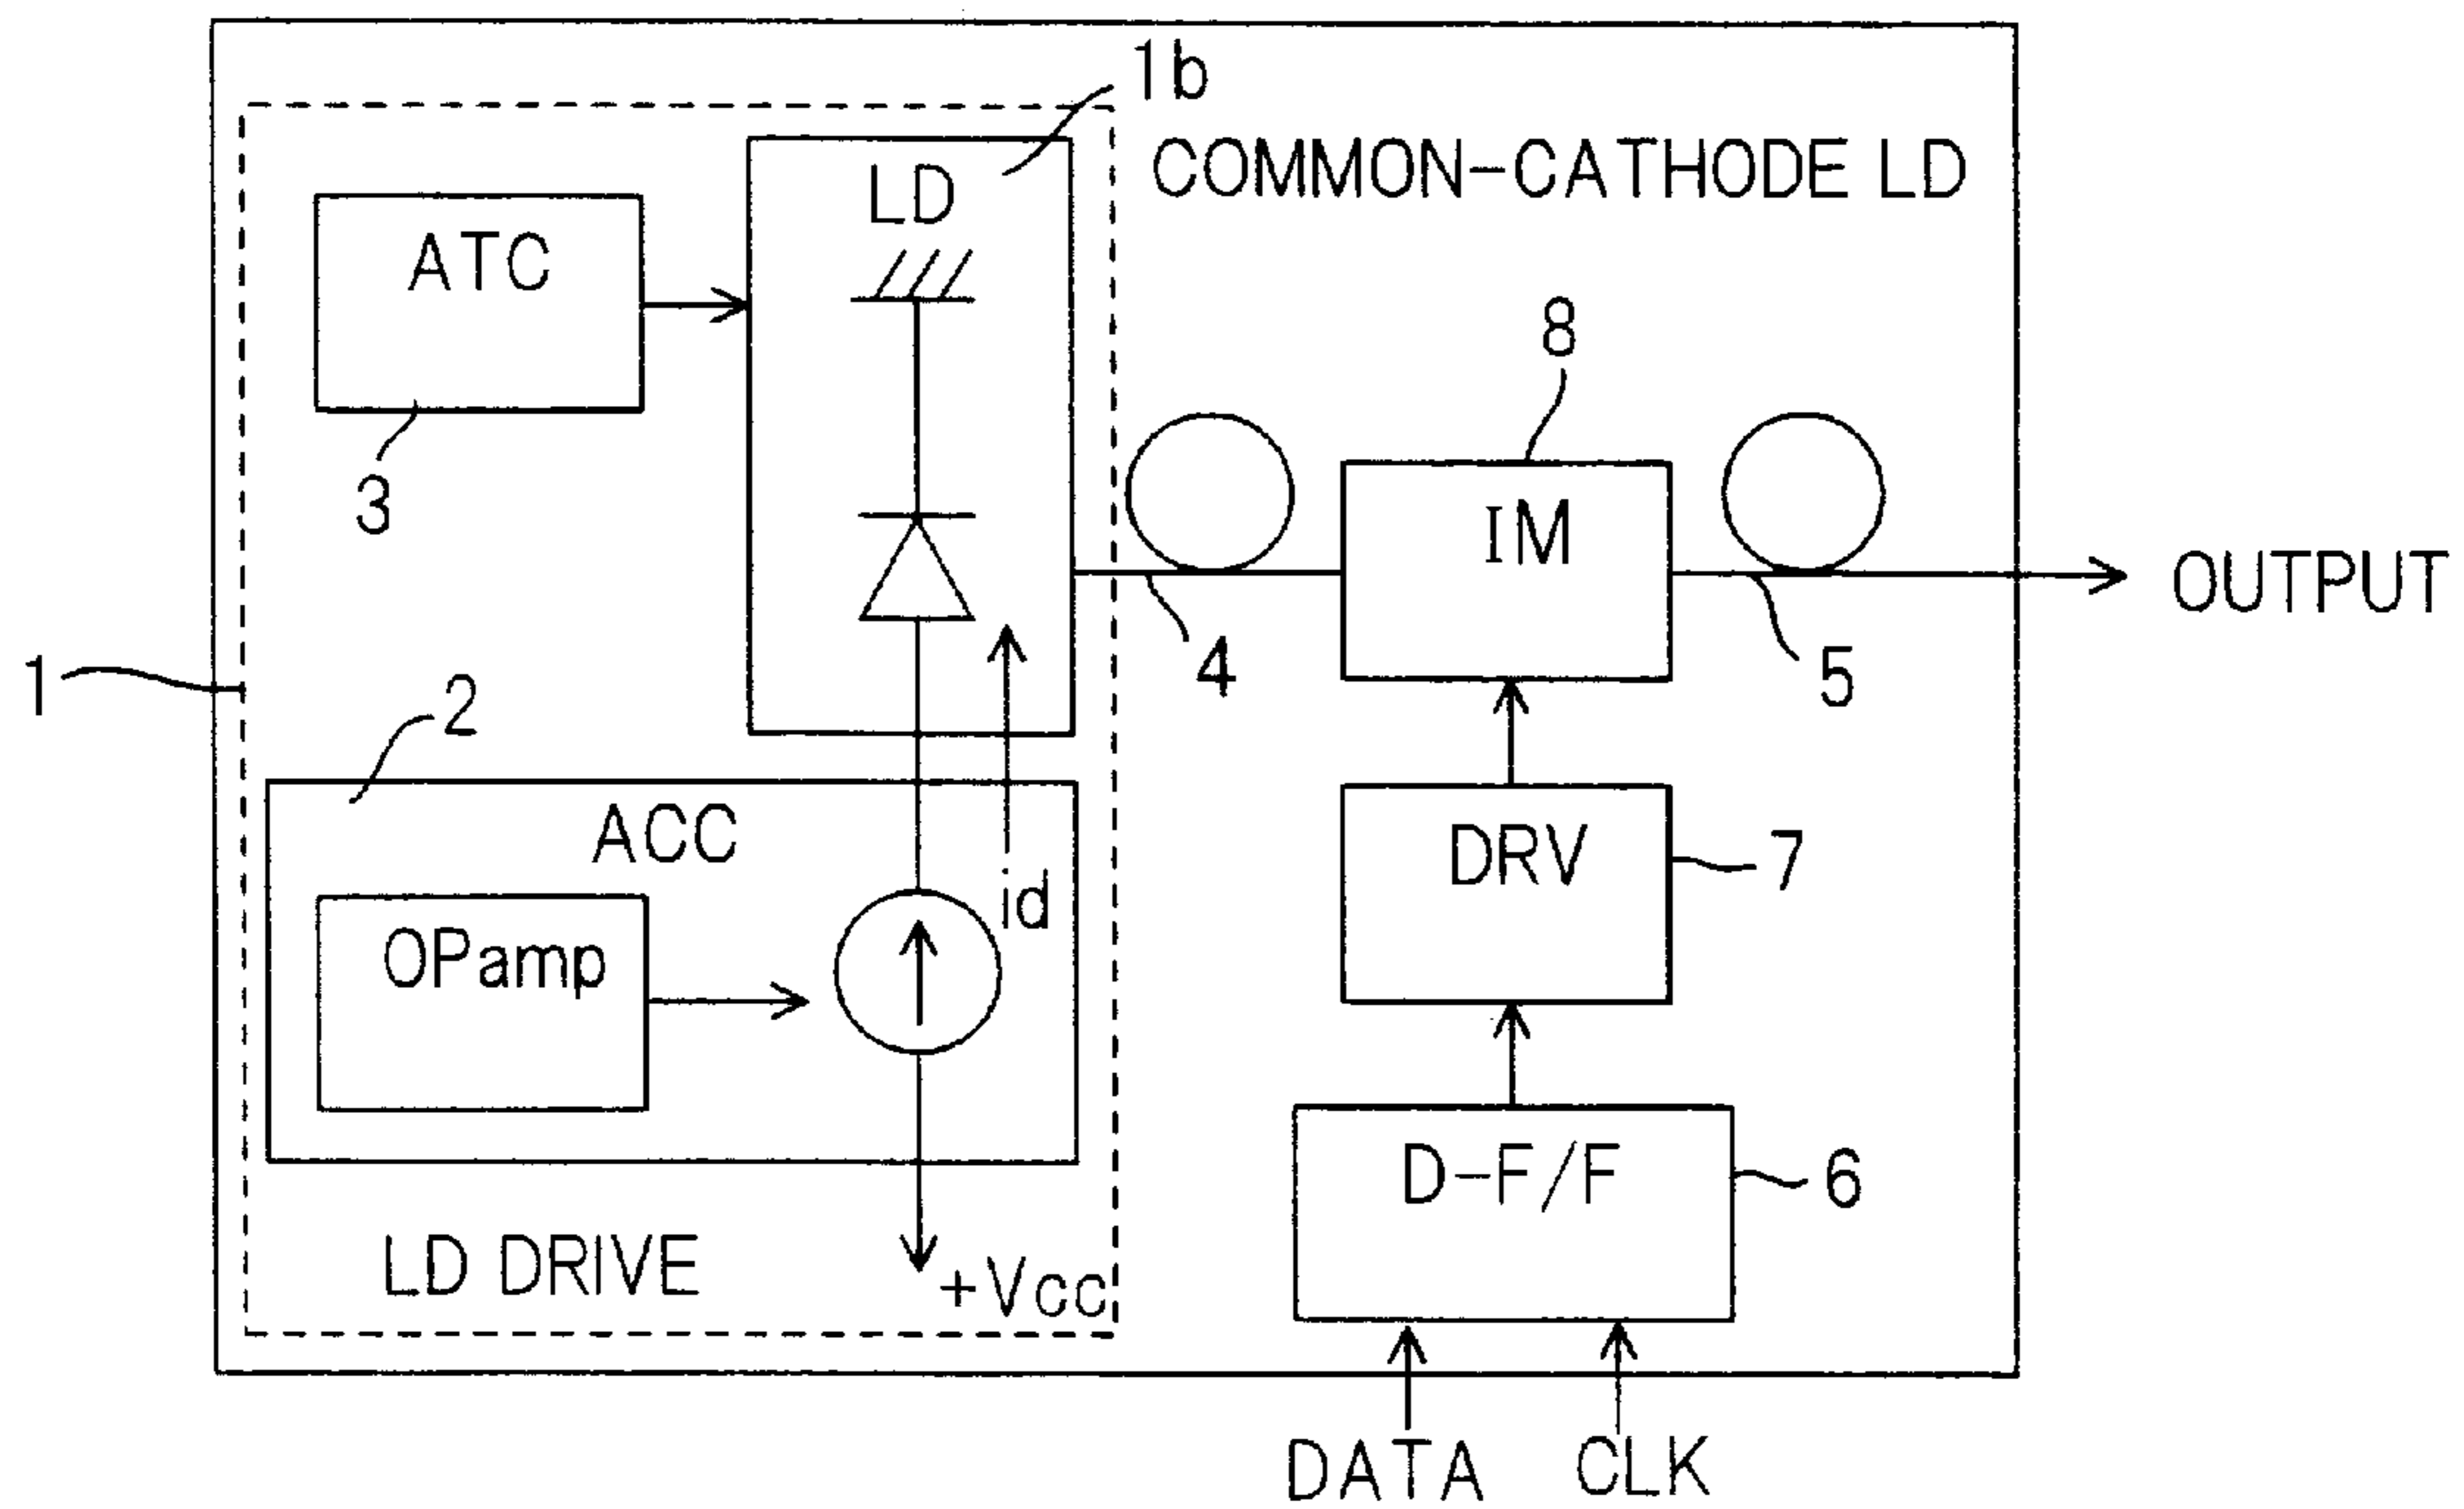 1b
COMMON-CATHODE LD
LD
ATC
8
3
IM
OUTPUT
4
5
1
2
ACC
DRV
7
id
OPamp
D-F/F
6
LD DRIVE
+Vcc
DATA
CLK